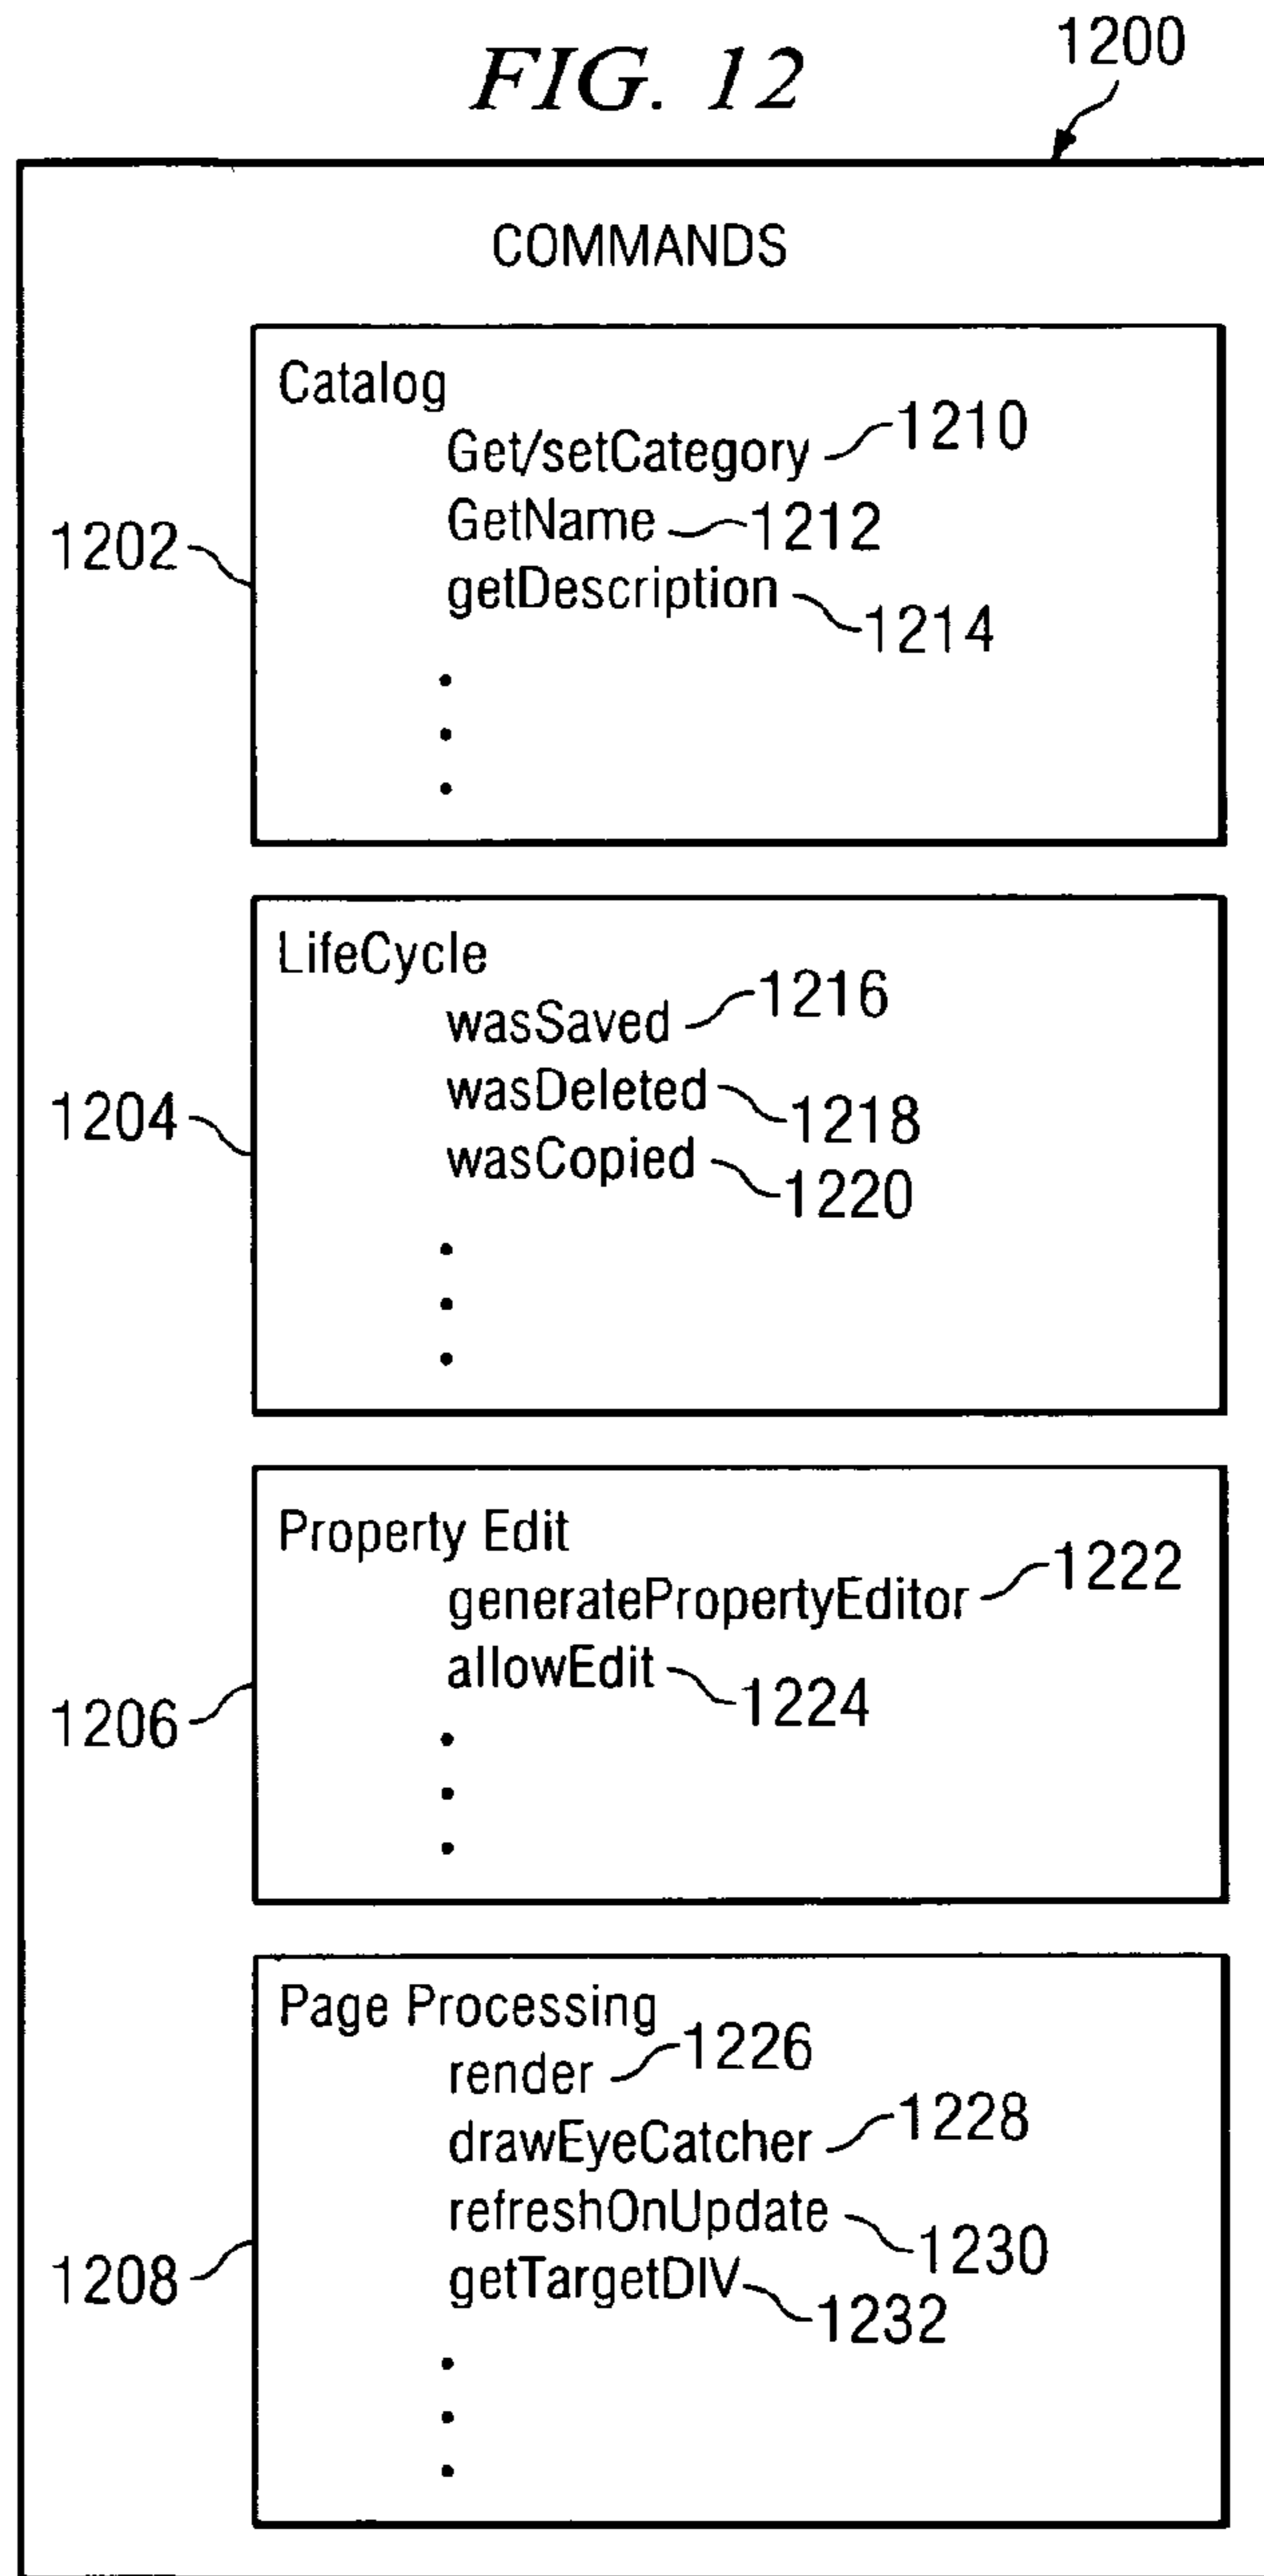 FIG. 12
1200
COMMANDS
1202
Catalog
Get/setCategory 1210
GetName 1212
getDescription 1214
1204
LifeCycle
wasSaved 1216
wasDeleted 1218
wasCopied 1220
1206
Property Edit
generatePropertyEditor 1222
allowEdit 1224
1208
Page Processing
render 1226
drawEyeCatcher 1228
refreshOnUpdate 1230
getTargetDIV 1232